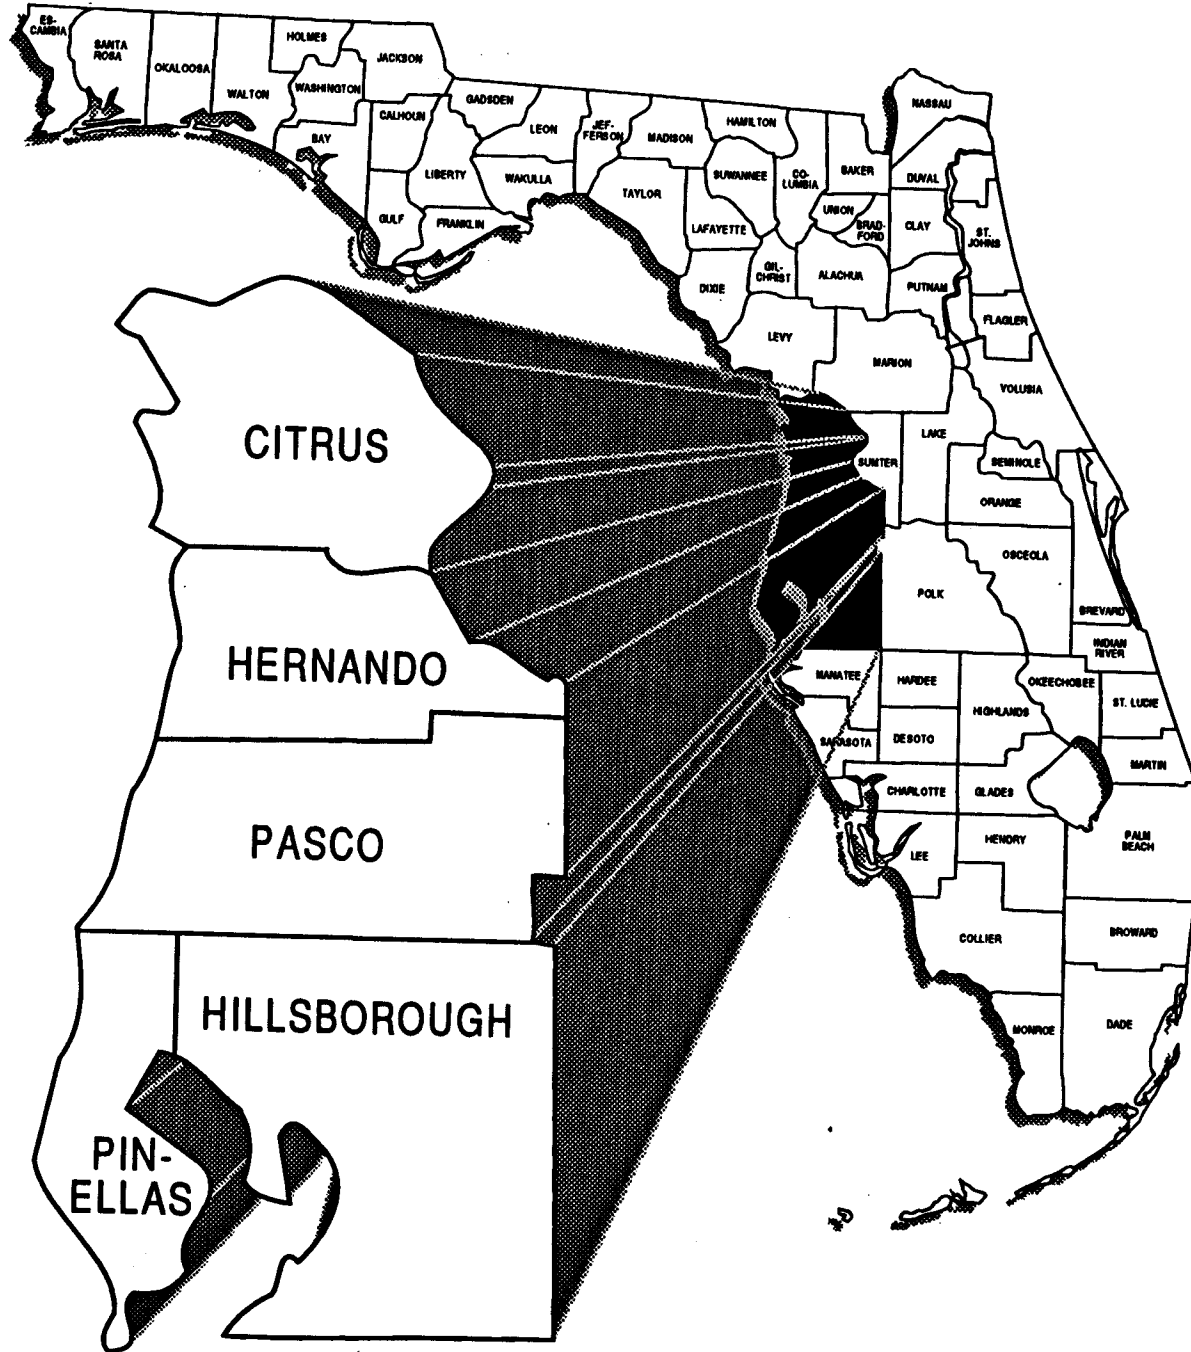 ES-
CAMBIA
SANTA
ROSA
OKALOOSA
WALTON
HOLMES
WASHINGTON
JACKSON
BAY
CALHOUN
GADSDEN
LIBERTY
GULF
FRANKLIN
LEON
WAKULLA
JEF-
FERSON
MADISON
TAYLOR
HAMILTON
SUWANNEE
LAFAYETTE
DIXIE
CO-
LUMBIA
GIL-
CHRIST
BAKER
UNION
BRAD-
FORD
ALACHUA
LEVY
NASSAU
DUVAL
CLAY
ST.
JOHNS
PUTNAM
FLAGLER
MARION
VOLUSIA
SUMTER
LAKE
SEMINOLE
ORANGE
OSCEOLA
POLK
BREVARD
INDIAN
RIVER
MANATEE
HARDEE
HIGHLANDS
OKEECHOBEE
ST. LUCIE
SARASOTA
DESOTO
MARTIN
CHARLOTTE
GLADES
LEE
HENDRY
PALM
BEACH
COLLIER
BROWARD
MONROE
DADE
CITRUS
HERNANDO
PASCO
HILLSBOROUGH
PIN-
ELLAS